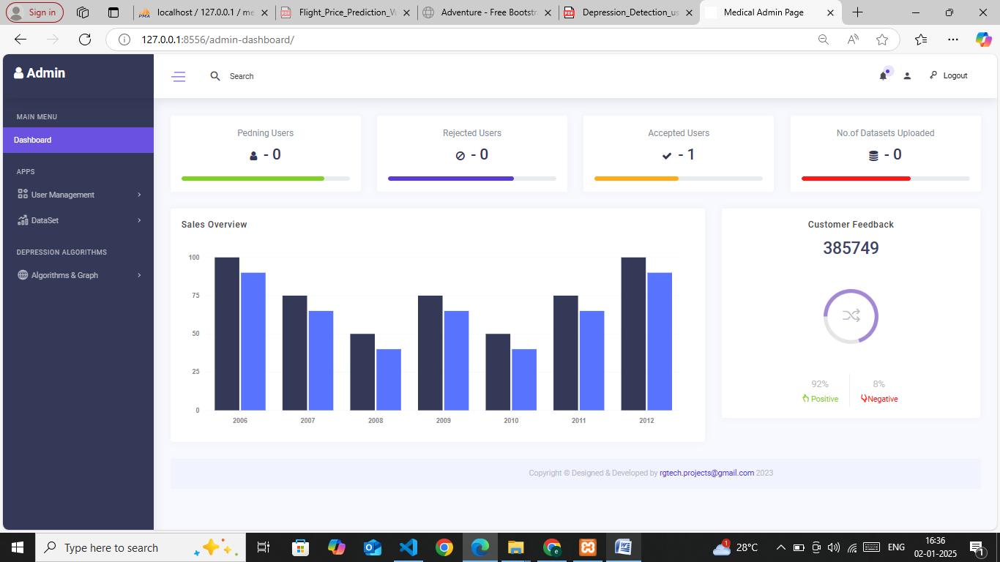 Sign in
localhost / 127.0.0.1 / me
Flight_Price_Prediction_W
Adventure - Free Bootstr
Depression_Detection_us
Medical Admin Page
127.0.0.1:8556/admin-dashboard/
Admin
Search
Logout
MAIN MENU
Dashboard
APPS
User Management
DataSet
DEPRESSION ALGORITHMS
Algorithms & Graph
Pedning Users
- 0
Rejected Users
- 0
Accepted Users
- 1
No.of Datasets Uploaded
- 0
Sales Overview
100
75
50
25
0
2006 2007 2008 2009 2010 2011 2012
Customer Feedback
385749
92%
Positive
8%
Negative
Copyright © Designed & Developed by rgtech.projects@gmail.com 2023
Type here to search
1
28°C
ENG
16:36
02-01-2025
1